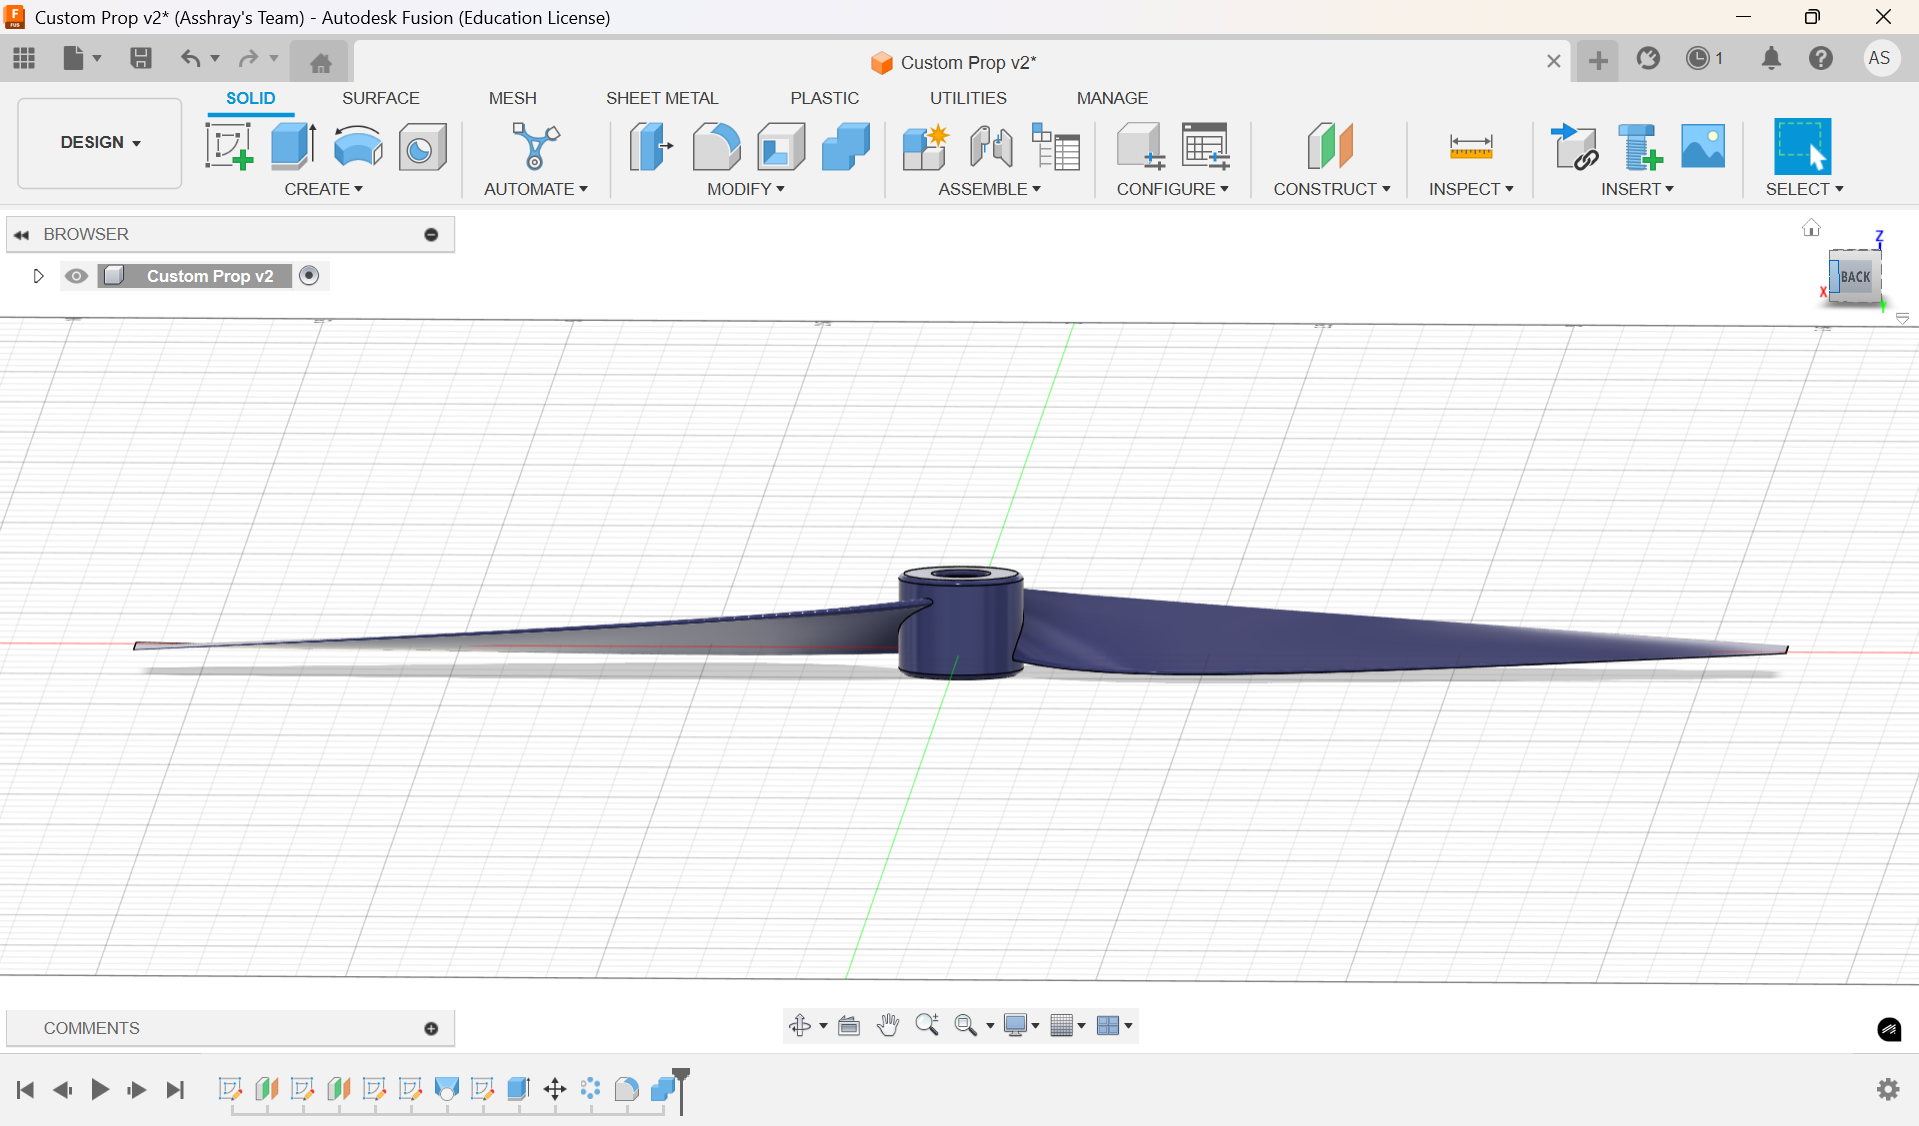 Custom Prop v2* (Asshray's Team) - Autodesk Fusion (Education License)
Custom Prop v2*
1
AS
DESIGN
SOLID
SURFACE
MESH
SHEET METAL
PLASTIC
UTILITIES
MANAGE
CREATE
AUTOMATE
MODIFY
ASSEMBLE
CONFIGURE
CONSTRUCT
INSPECT
INSERT
SELECT
BROWSER
Custom Prop v2
Z
BACK
X
COMMENTS